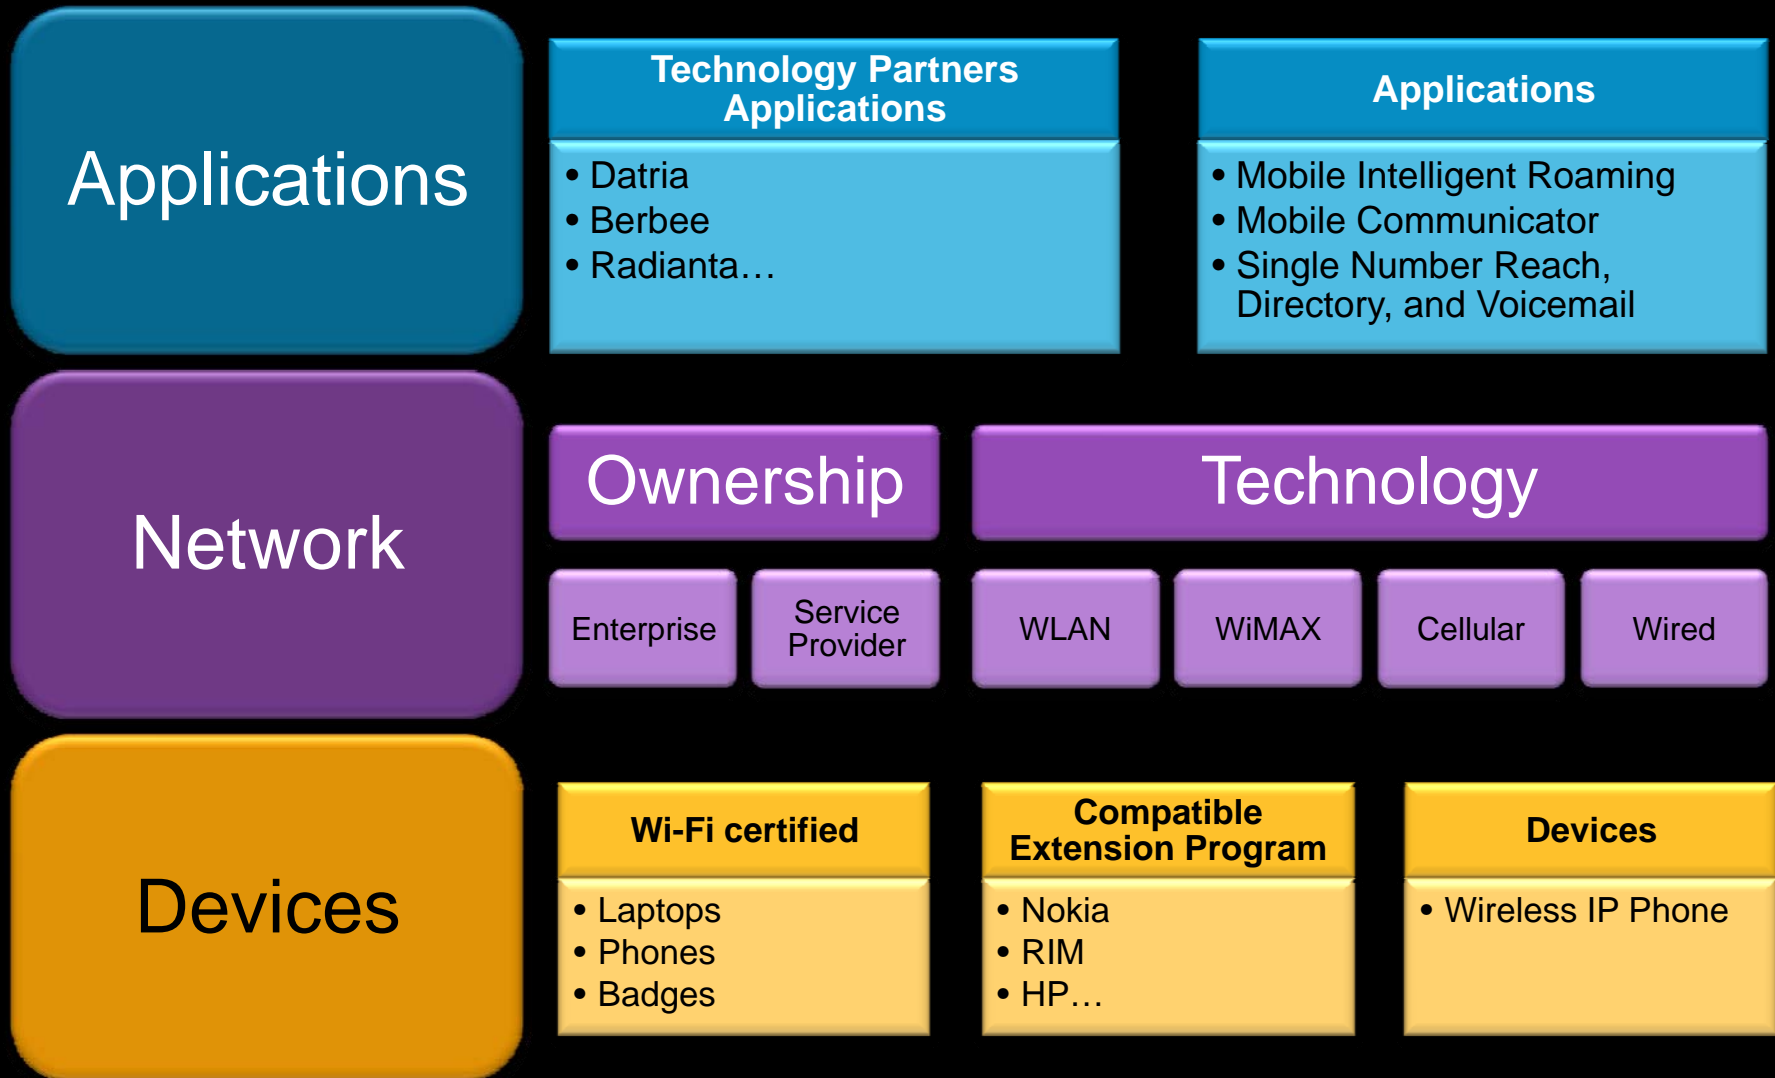 Applications
Technology Partners
Applications
• Datria
• Berbee
• Radianta…
Applications
• Mobile Intelligent Roaming
• Mobile Communicator
• Single Number Reach,
Directory, and Voicemail
Network
Ownership
Enterprise
Service
Provider
Technology
WLAN
WiMAX
Cellular
Wired
Devices
Wi-Fi certified
• Laptops
• Phones
• Badges
Compatible
Extension Program
• Nokia
• RIM
• HP…
Devices
• Wireless IP Phone